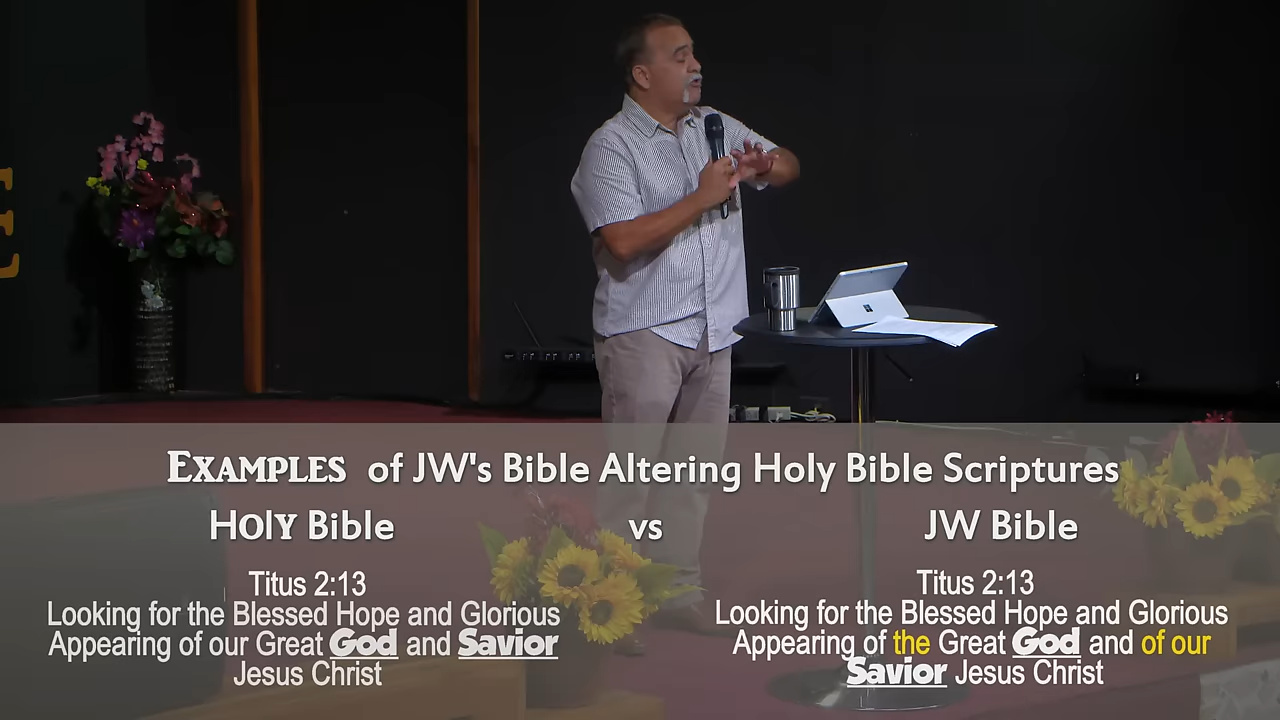 EXAMPLES of JW's Bible Altering Holy Bible Scriptures
HOLY Bible vs JW Bible
Titus 2:13
Looking for the Blessed Hope and Glorious
Appearing of our Great God and Savior
Jesus Christ
Titus 2:13
Looking for the Blessed Hope and Glorious
Appearing of the Great God and of our
Savior Jesus Christ